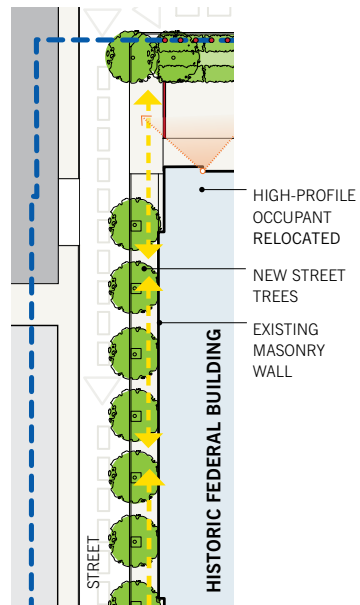 HIGH-PROFILE
OCCUPANT
RELOCATED
NEW STREET
TREES
EXISTING
MASONRY
WALL
HISTORIC FEDERAL BUILDING
STREET